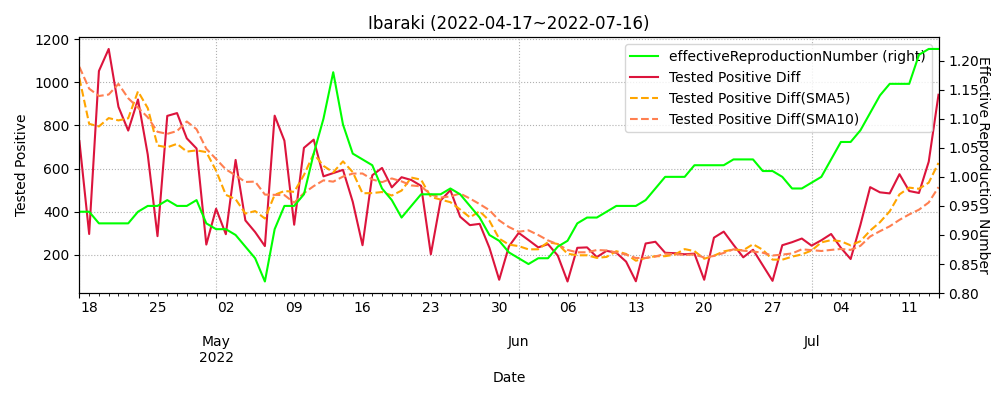 Ibaraki (2022-04-17~2022-07-16)
effectiveReproductionNumber (right)
Tested Positive Diff
Tested Positive Diff(SMA5)
Tested Positive Diff(SMA10)
Tested Positive
1200
1000
800
600
400
200
Effective Reproduction Number
1.20
1.15
1.10
1.05
1.00
0.95
0.90
0.85
0.80
18 25 02 09 16 23 30 06 13 20 27 04 11
May Jun Jul
2022
Date